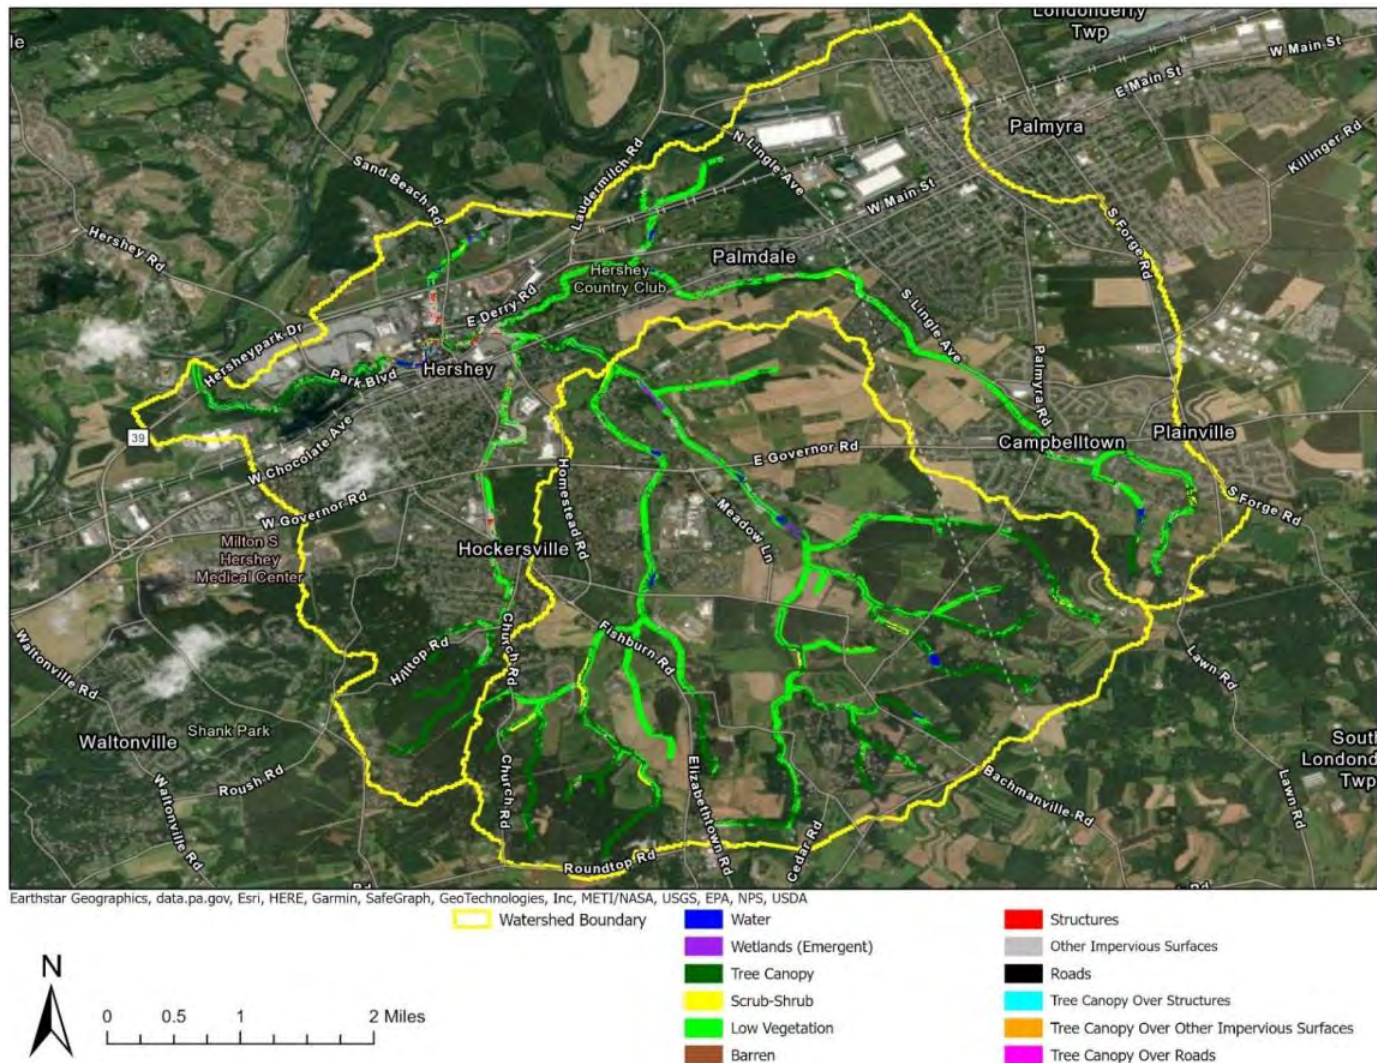 le
Londonderry
Twp
W Main St
E Main St
Palmyra
Killinger Rd
N Lingle Ave
Laudermilch Rd
Sand Beach Rd
W Main St
S Forge Rd
Hershey Rd
Palmdale
Hershey
Country Club
E Derry Rd
S Lingle Ave
Hersheypark Dr
Park Blvd
Hershey
Palmyra Rd
39
W Chocolate Ave
Campbelltown
Plainville
E Governor Rd
Homestead Rd
W Governor Rd
S Forge Rd
Meadow Ln
Milton S
Hershey
Medical Center
Hockersville
Church Rd
Fishburn Rd
Hilltop Rd
Waltonville Rd
Lawn Rd
Shank Park
Waltonville
South
Londond
Twp
Roush Rd
Church Rd
Elizabethtown Rd
Bachmanville Rd
Lawn Rd
Waltonville Rd
Cedar Rd
Roundtop Rd
Rd
Earthstar Geographics, data.pa.gov, Esri, HERE, Garmin, SafeGraph, GeoTechnologies, Inc, METI/NASA, USGS, EPA, NPS, USDA
Watershed Boundary
Water
Wetlands (Emergent)
Tree Canopy
Scrub-Shrub
Low Vegetation
Barren
Structures
Other Impervious Surfaces
Roads
Tree Canopy Over Structures
Tree Canopy Over Other Impervious Surfaces
Tree Canopy Over Roads
N
0 0.5 1 2 Miles